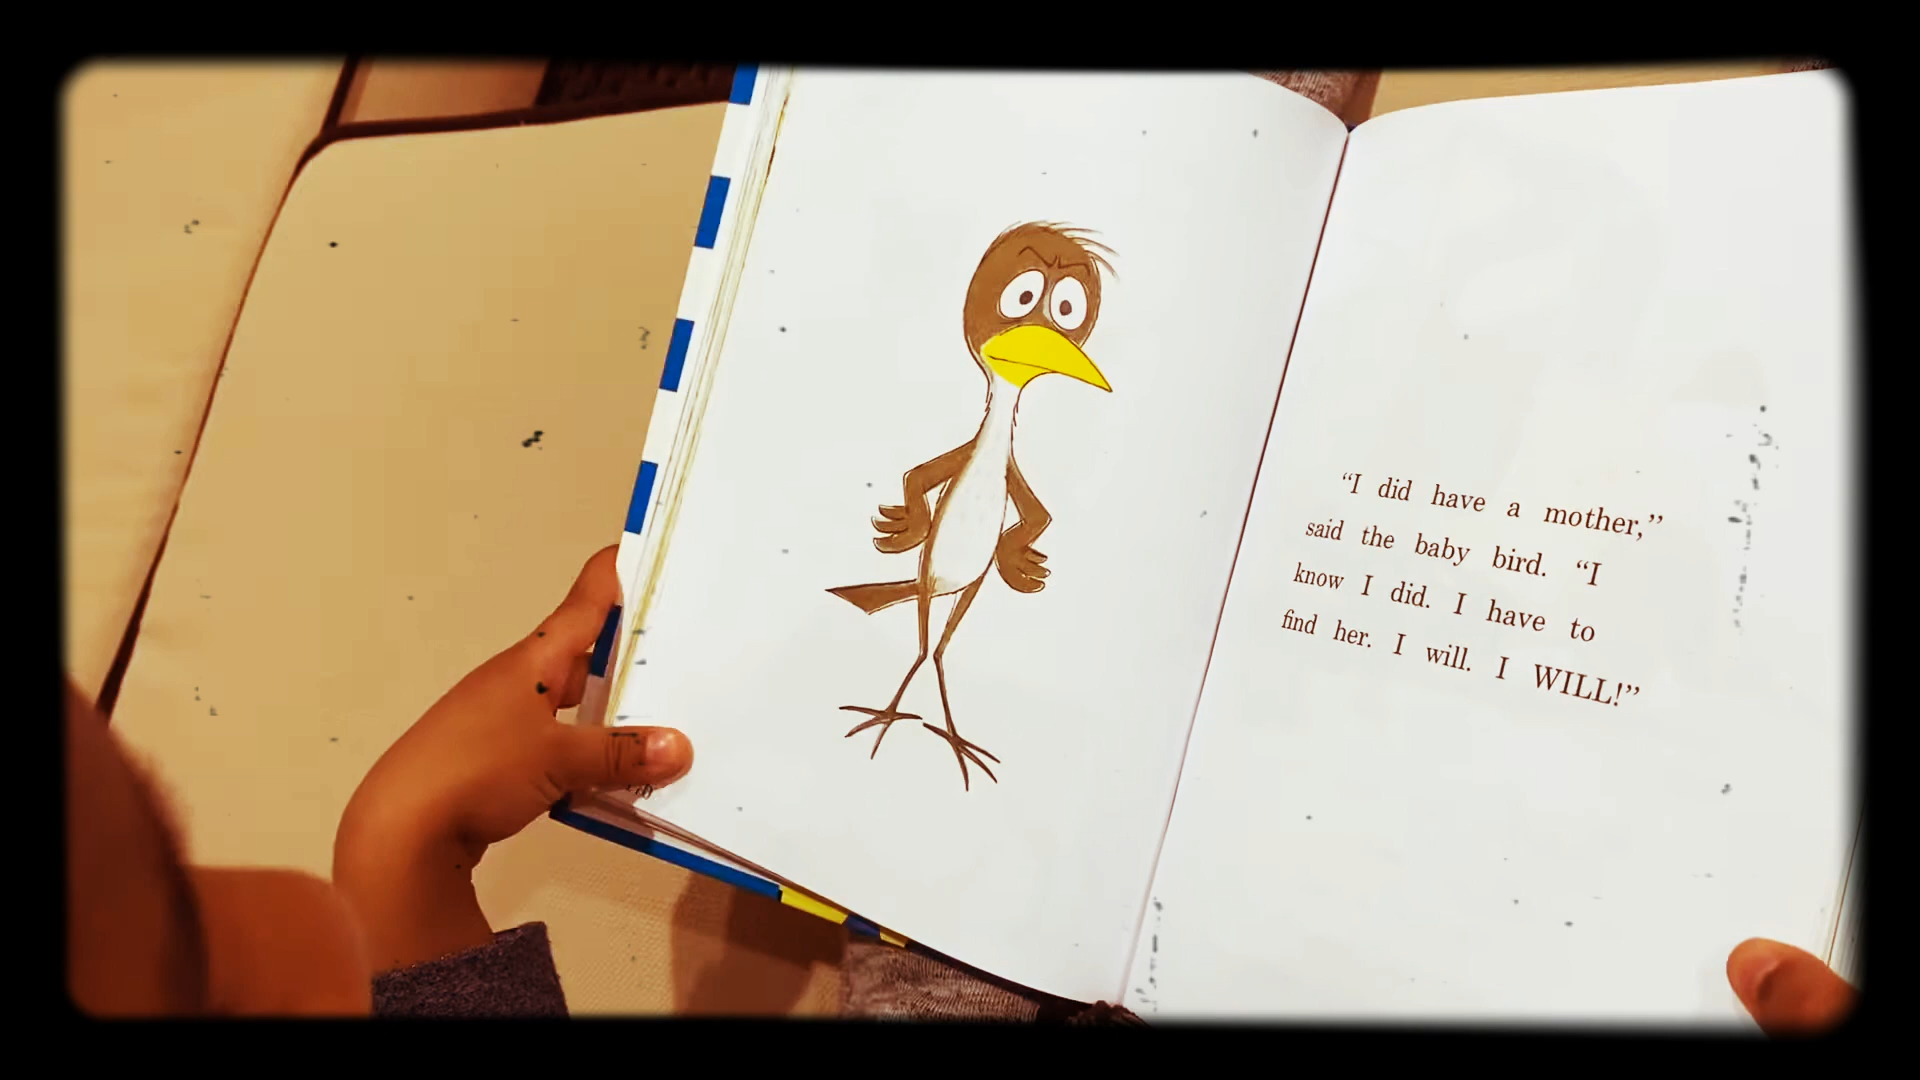 “I did have a mother,”
said the baby bird. “I
know I did. I have to
find her. I will. I WILL!”